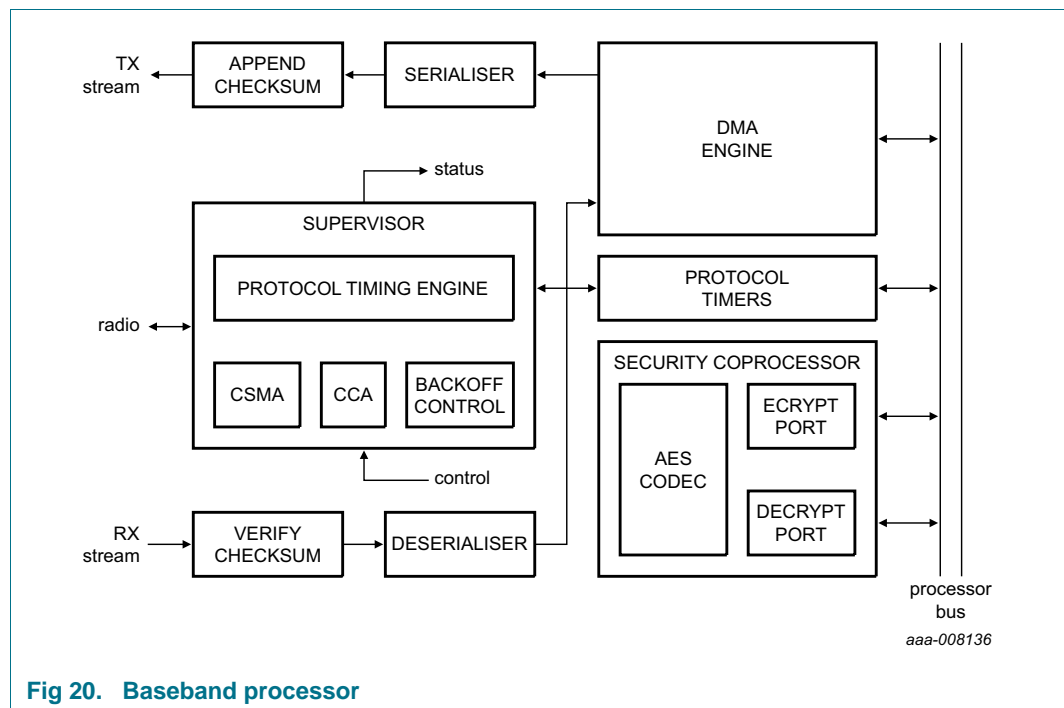 TX
stream
APPEND
CHECKSUM
SERIALISER
DMA
ENGINE
status
SUPERVISOR
PROTOCOL TIMING ENGINE
PROTOCOL
TIMERS
radio
SECURITY COPROCESSOR
CSMA
CCA
BACKOFF
CONTROL
AES
CODEC
ECRYPT
PORT
DECRYPT
PORT
control
RX
stream
VERIFY
CHECKSUM
DESERIALISER
processor
bus
aaa-008136
Fig 20. Baseband processor